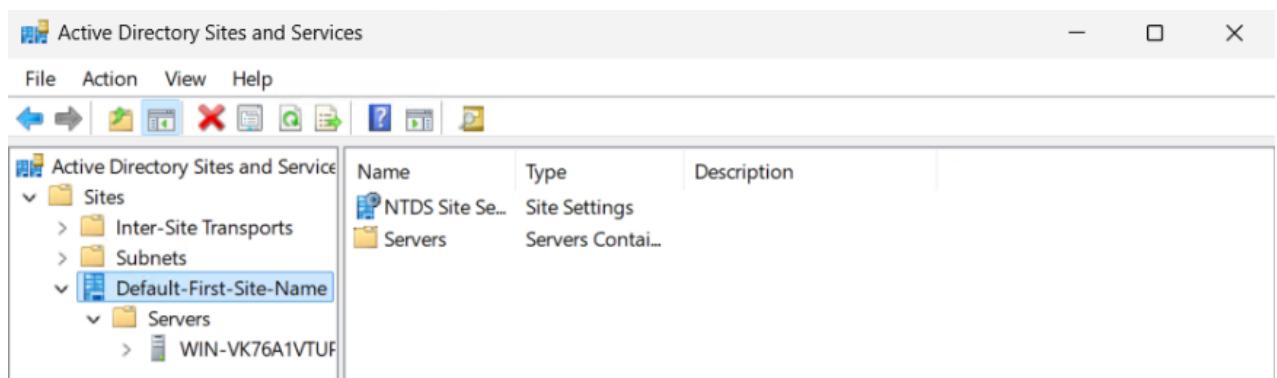 Active Directory Sites and Services
File Action View Help
Active Directory Sites and Service
Name Type Description
Sites
NTDS Site Se... Site Settings
Inter-Site Transports
Servers Servers Contai...
Subnets
Default-First-Site-Name
Servers
WIN-VK76A1VTUF